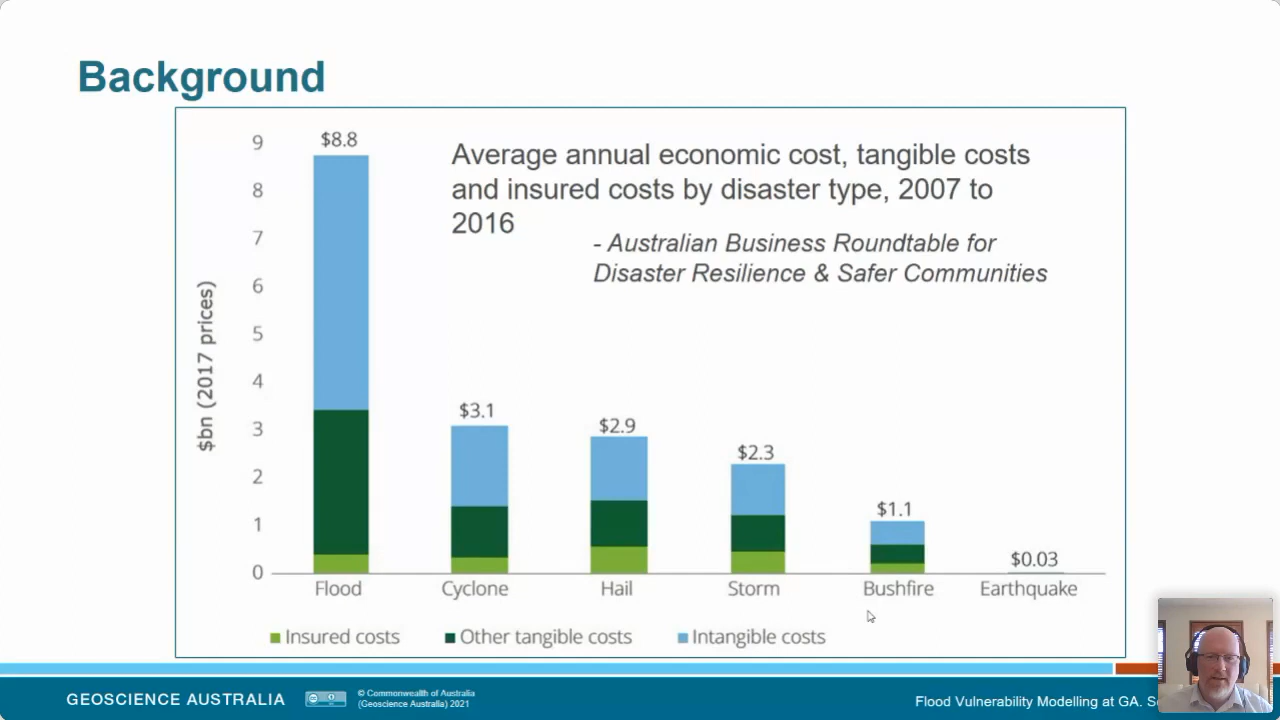 Background
Average annual economic cost, tangible costs
and insured costs by disaster type, 2007 to
2016
- Australian Business Roundtable for
Disaster Resilience & Safer Communities
$bn (2017 prices)
9
8
7
6
5
4
3
2
1
0
$8.8
$3.1
$2.9
$2.3
$1.1
$0.03
Flood Cyclone Hail Storm Bushfire Earthquake
Insured costs Other tangible costs Intangible costs
GEOSCIENCE AUSTRALIA
© Commonwealth of Australia
(Geoscience Australia) 2021
Flood Vulnerability Modelling at GA.